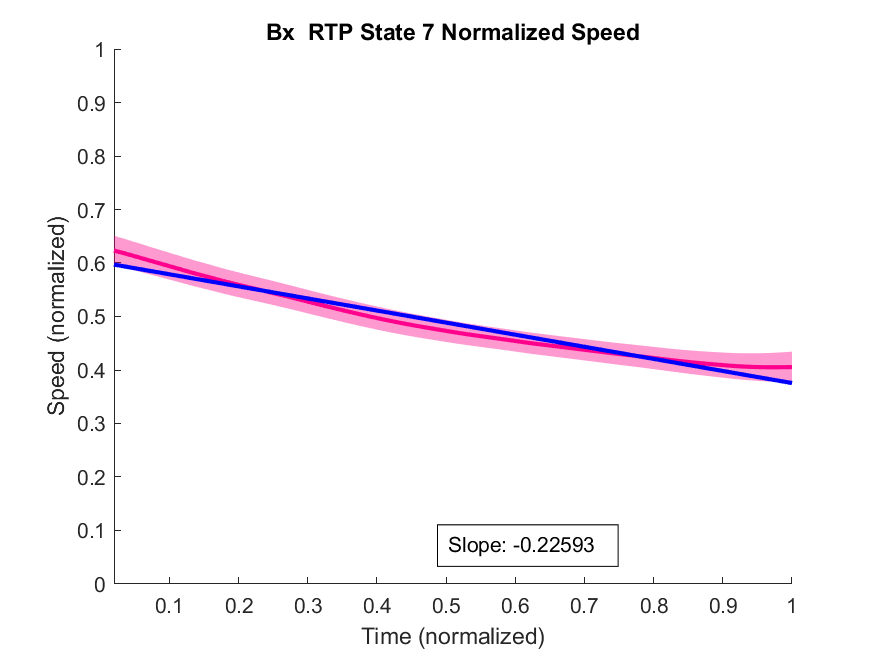 Bx  RTP State 7 Normalized Speed
1
0.9
0.8
0.7
0.6
0.5
0.4
0.3
0.2
0.1
0
Speed (normalized)
Slope: -0.22593
0.1 0.2 0.3 0.4 0.5 0.6 0.7 0.8 0.9 1
Time (normalized)